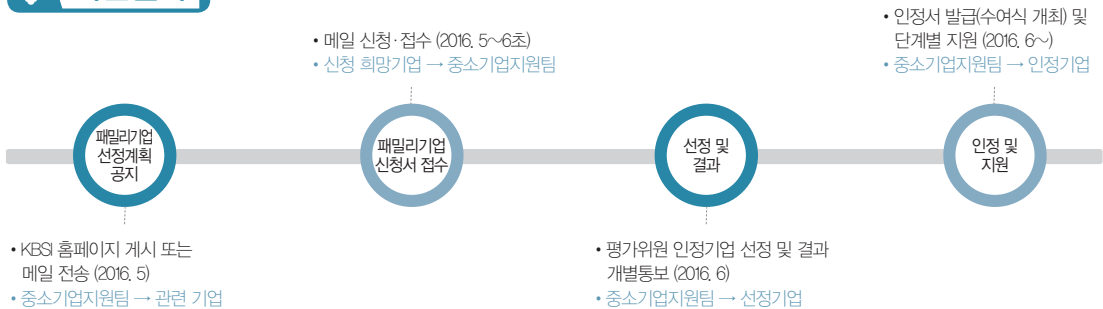 패밀리기업
선정계획
공지
• KBSI 홈페이지 게시 또는
메일 전송 (2016. 5)
• 중소기업지원팀 → 관련 기업
• 메일 신청·접수 (2016. 5~6초)
• 신청 희망기업 → 중소기업지원팀
패밀리기업
신청서 접수
선정 및
결과
• 평가위원 인정기업 선정 및 결과
개별통보 (2016. 6)
• 중소기업지원팀 → 선정기업
• 인정서 발급(수여식 개최) 및
단계별 지원 (2016. 6~)
• 중소기업지원팀 → 인정기업
인정 및
지원